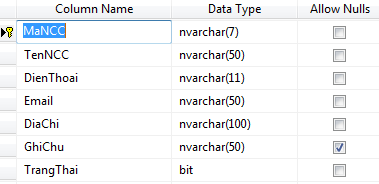 Column Name Data Type Allow Nulls
MaNCC nvarchar(7)
TenNCC nvarchar(50)
DienThoai nvarchar(11)
Email nvarchar(50)
DiaChi nvarchar(100)
GhiChu nvarchar(50)
TrangThai bit